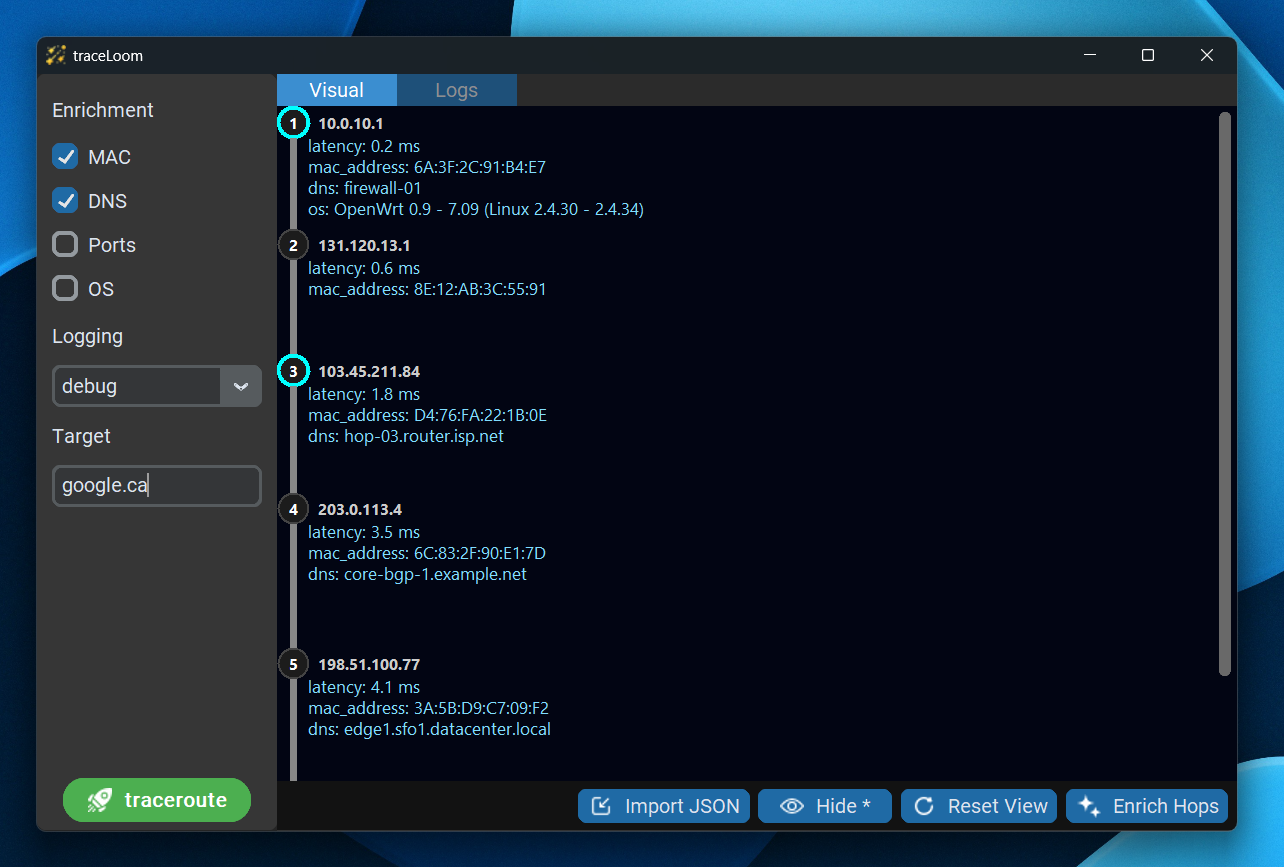 traceLoom
Enrichment
MAC
DNS
Ports
OS
Logging
debug
Target
google.ca
traceroute
Visual
Logs
1 10.0.10.1
latency: 0.2 ms
mac_address: 6A:3F:2C:91:B4:E7
dns: firewall-01
os: OpenWrt 0.9 - 7.09 (Linux 2.4.30 - 2.4.34)
2 131.120.13.1
latency: 0.6 ms
mac_address: 8E:12:AB:3C:55:91
3 103.45.211.84
latency: 1.8 ms
mac_address: D4:76:FA:22:1B:0E
dns: hop-03.router.isp.net
4 203.0.113.4
latency: 3.5 ms
mac_address: 6C:83:2F:90:E1:7D
dns: core-bgp-1.example.net
5 198.51.100.77
latency: 4.1 ms
mac_address: 3A:5B:D9:C7:09:F2
dns: edge1.sfo1.datacenter.local
Import JSON
Hide *
Reset View
Enrich Hops